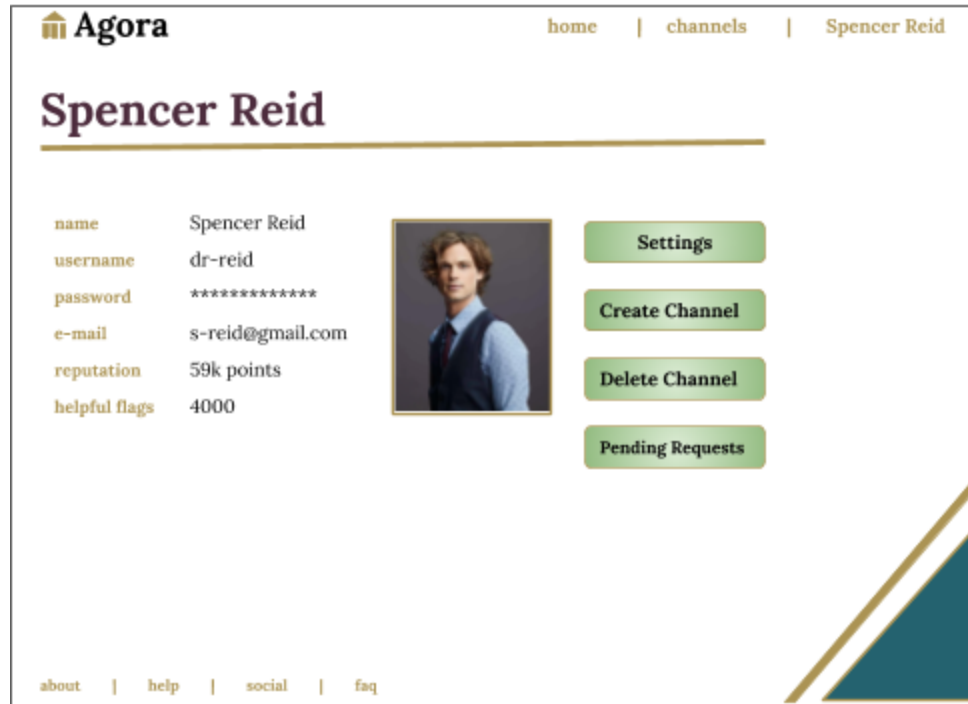 Agora
home | channels | Spencer Reid
Spencer Reid
name Spencer Reid
username dr-reid
password *************
e-mail s-reid@gmail.com
reputation 59k points
helpful flags 4000
Settings
Create Channel
Delete Channel
Pending Requests
about | help | social | faq